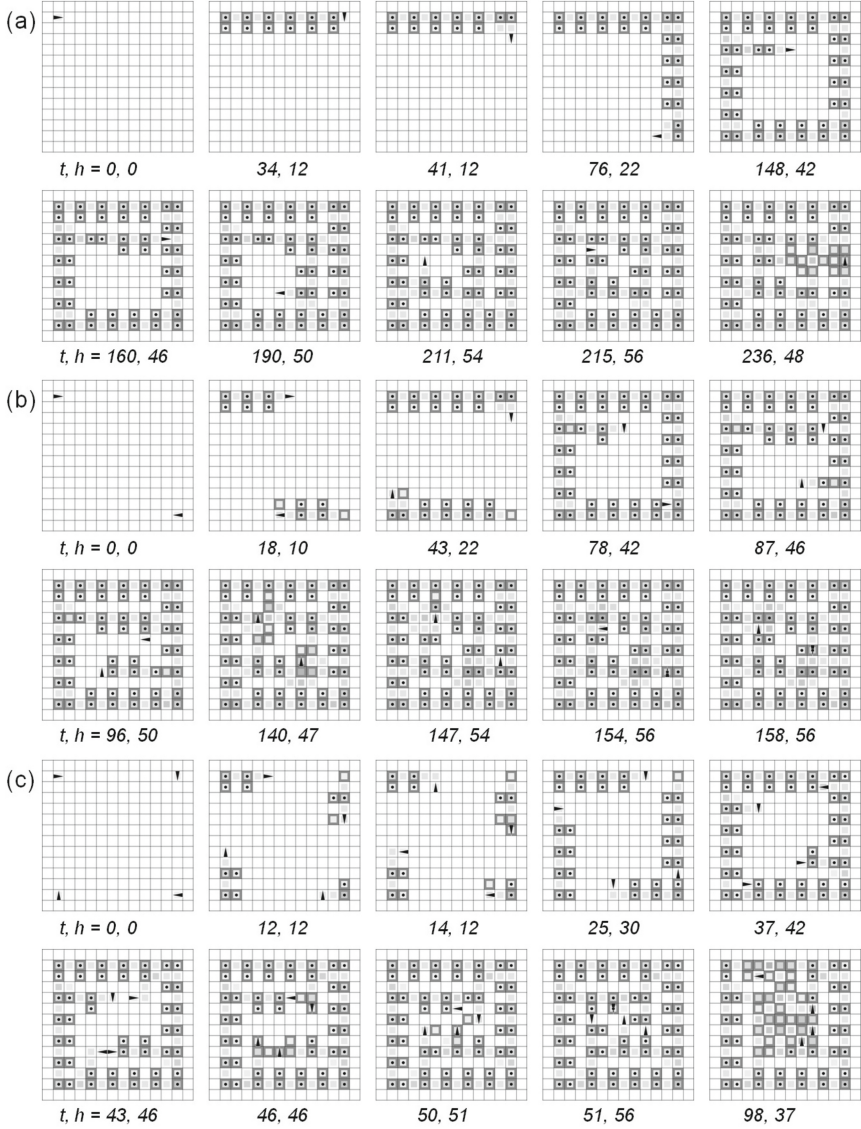 (a)
t, h = 0, 0 34, 12 41, 12 76, 22 148, 42
t, h = 160, 46 190, 50 211, 54 215, 56 236, 48
(b)
t, h = 0, 0 18, 10 43, 22 78, 42 87, 46
t, h = 96, 50 140, 47 147, 54 154, 56 158, 56
(c)
t, h = 0, 0 12, 12 14, 12 25, 30 37, 42
t, h = 43, 46 46, 46 50, 51 51, 56 98, 37